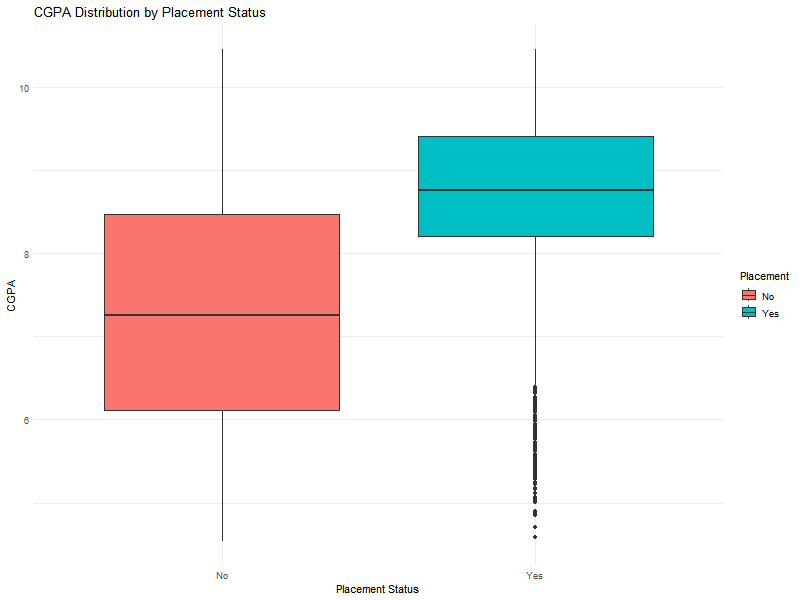 CGPA Distribution by Placement Status
10
8
6
CGPA
No
Yes
Placement Status
Placement
No
Yes